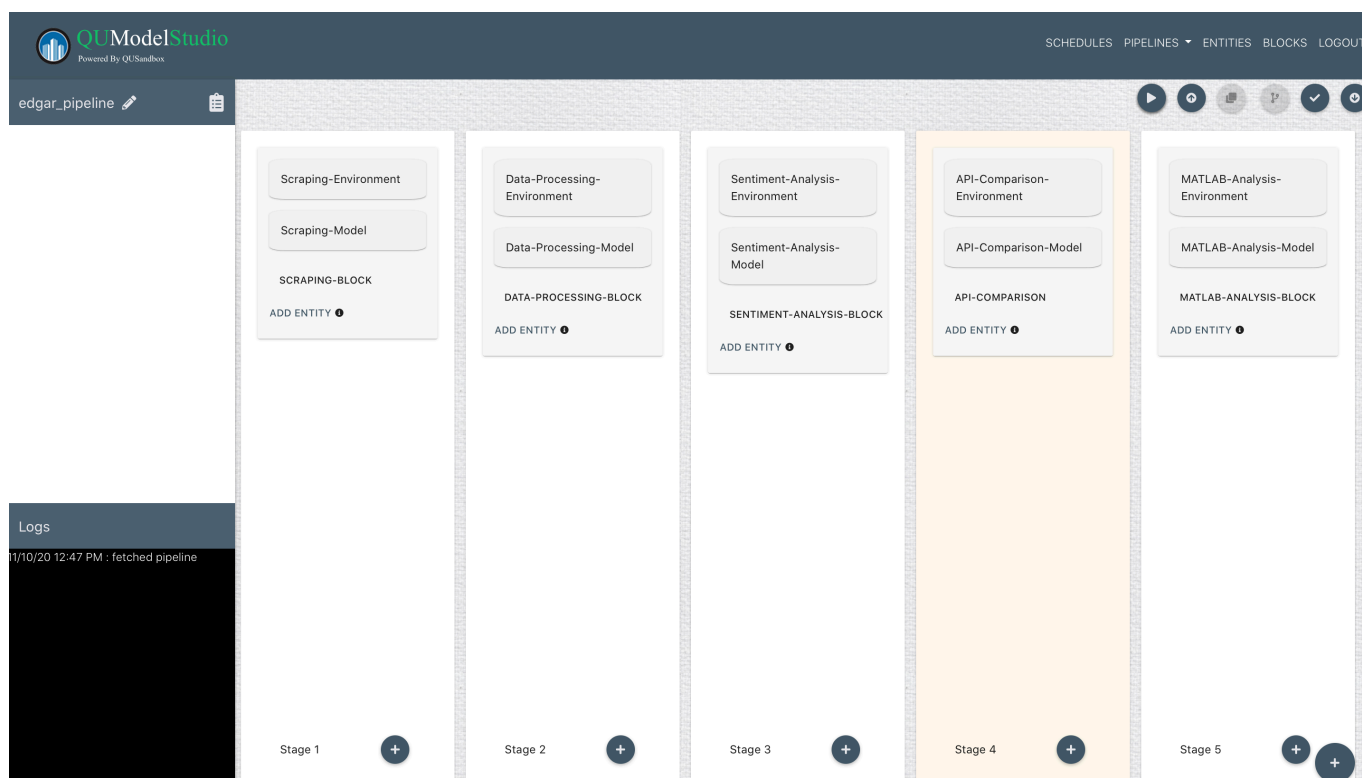 QUModelStudio
Powered By QUSandbox
SCHEDULES PIPELINES ENTITIES BLOCKS LOGOUT
edgar_pipeline
Scraping-Environment
Scraping-Model
SCRAPING-BLOCK
ADD ENTITY
Data-Processing-
Environment
Data-Processing-Model
DATA-PROCESSING-BLOCK
ADD ENTITY
Sentiment-Analysis-
Environment
Sentiment-Analysis-
Model
SENTIMENT-ANALYSIS-BLOCK
ADD ENTITY
API-Comparison-
Environment
API-Comparison-Model
API-COMPARISON
ADD ENTITY
MATLAB-Analysis-
Environment
MATLAB-Analysis-Model
MATLAB-ANALYSIS-BLOCK
ADD ENTITY
Logs
11/10/20 12:47 PM : fetched pipeline
Stage 1
Stage 2
Stage 3
Stage 4
Stage 5